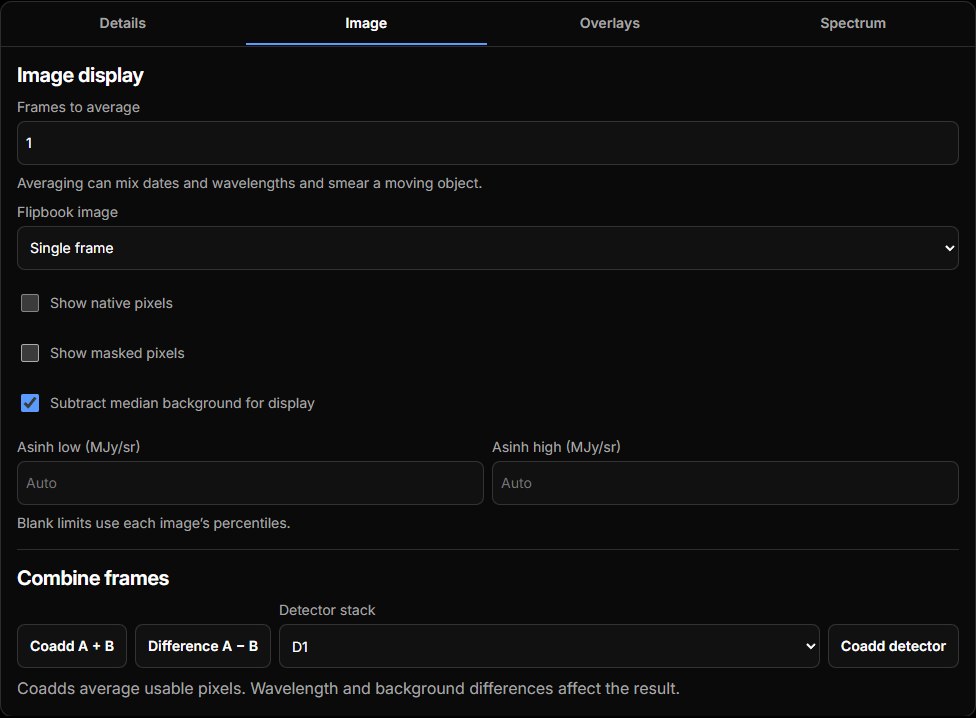 Details
Image
Overlays
Spectrum
Image display
Frames to average
1
Averaging can mix dates and wavelengths and smear a moving object.
Flipbook image
Single frame
Show native pixels
Show masked pixels
Subtract median background for display
Asinh low (MJy/sr)
Asinh high (MJy/sr)
Auto
Auto
Blank limits use each image's percentiles.
Combine frames
Detector stack
Coadd A + B
Difference A − B
D1
Coadd detector
Coadds average usable pixels. Wavelength and background differences affect the result.